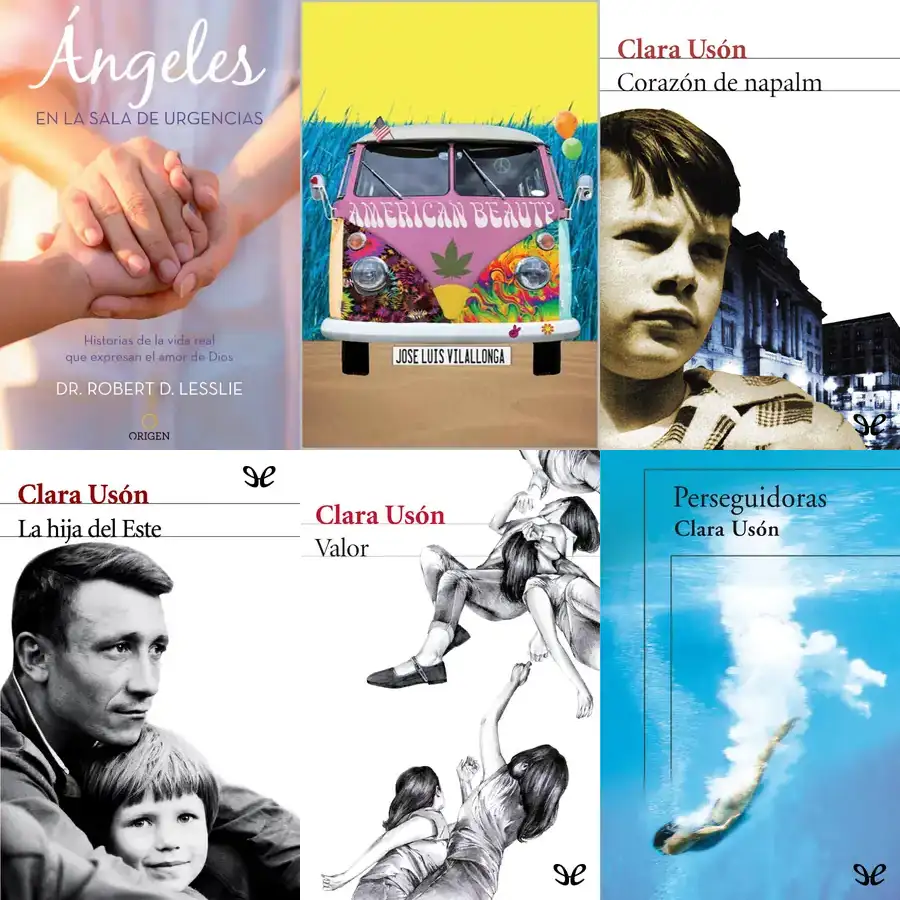 Ángeles
EN LA SALA DE URGENCIAS
Historias de la vida real
que expresan el amor de Dios
DR. ROBERT D. LESSLIE
ORIGEN
AMERICAN BEAUTY
JOSE LUIS VILALLONGA
Clara Usón
Corazón de napalm
Clara Usón
La hija del Este
Clara Usón
Valor
Perseguidoras
Clara Usón